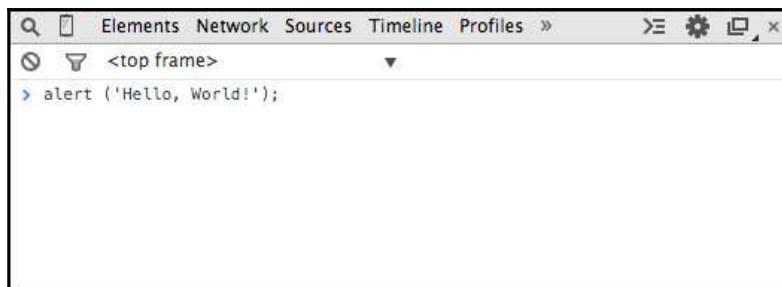 Elements Network Sources Timeline Profiles »
<top frame> ▼
> alert ('Hello, World!');